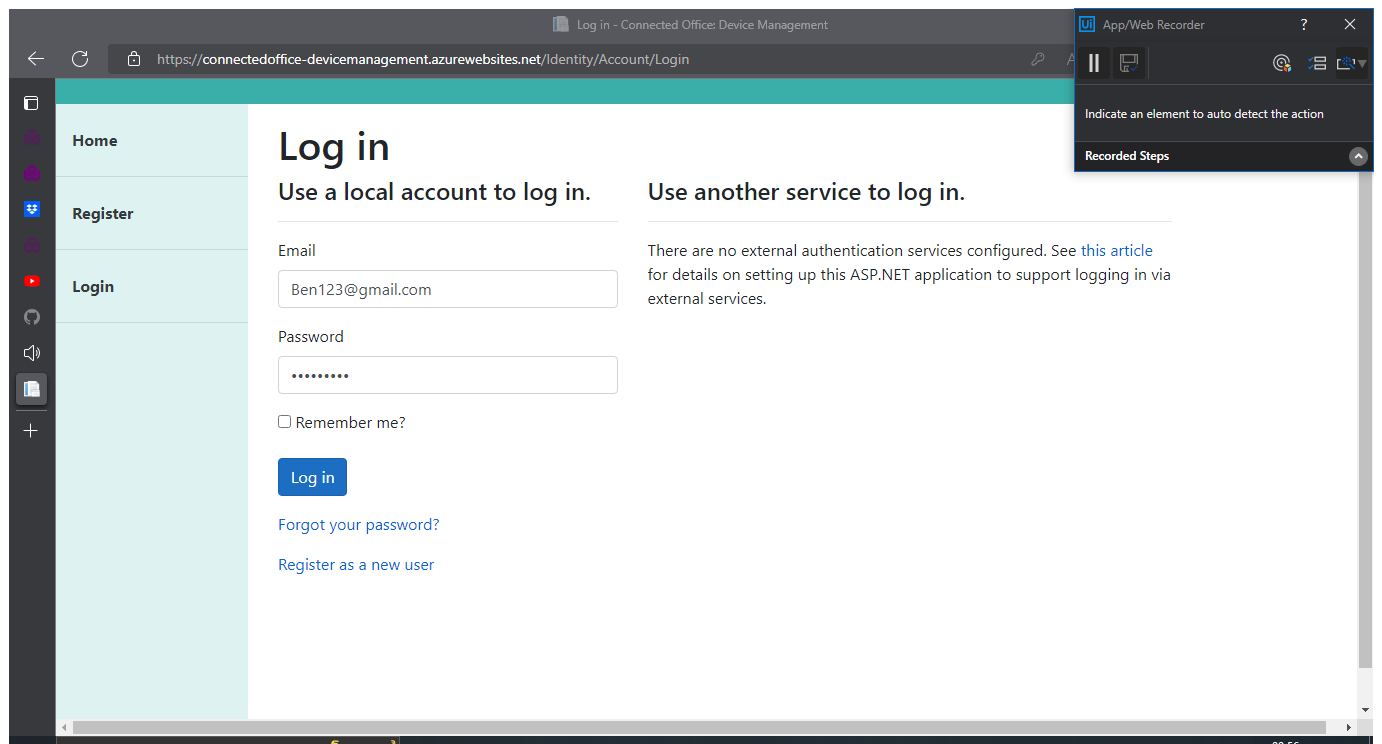 Log in - Connected Office: Device Management
https://connectedoffice-devicemanagement.azurewebsites.net/Identity/Account/Login
Ui App/Web Recorder ?
Indicate an element to auto detect the action
Recorded Steps
Home
Register
Login
Log in
Use a local account to log in.
Email
Ben123@gmail.com
Password
•••••••••
Remember me?
Log in
Forgot your password?
Register as a new user
Use another service to log in.
There are no external authentication services configured. See this article
for details on setting up this ASP.NET application to support logging in via
external services.